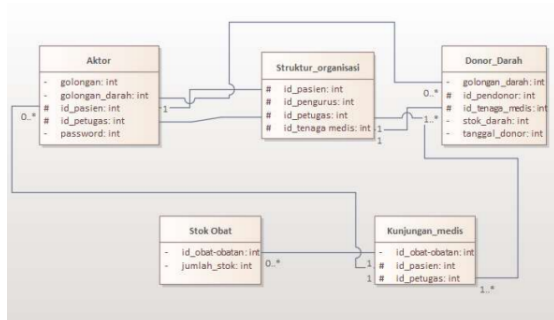 Aktor
- golongan: int
- golongan_darah: int
# id_pasien: int
# id_petugas: int
- password: int
0..*
1
Struktur_organisasi
# id_pasien: int
# id_pengurus: int
# id_petugas: int
# id_tenaga medis: int
1
1
Donor_Darah
- golongan_darah: int
# id_pendonor: int
# id_tenaga_medis: int
- stok_darah: int
- tanggal_donor: int
0..*
1..*
Stok Obat
- id_obat-obatan: int
- jumlah_stok: int
0..*
Kunjungan_medis
- id_obat-obatan: int
# id_pasien: int
# id_petugas: int
1
1
1..*